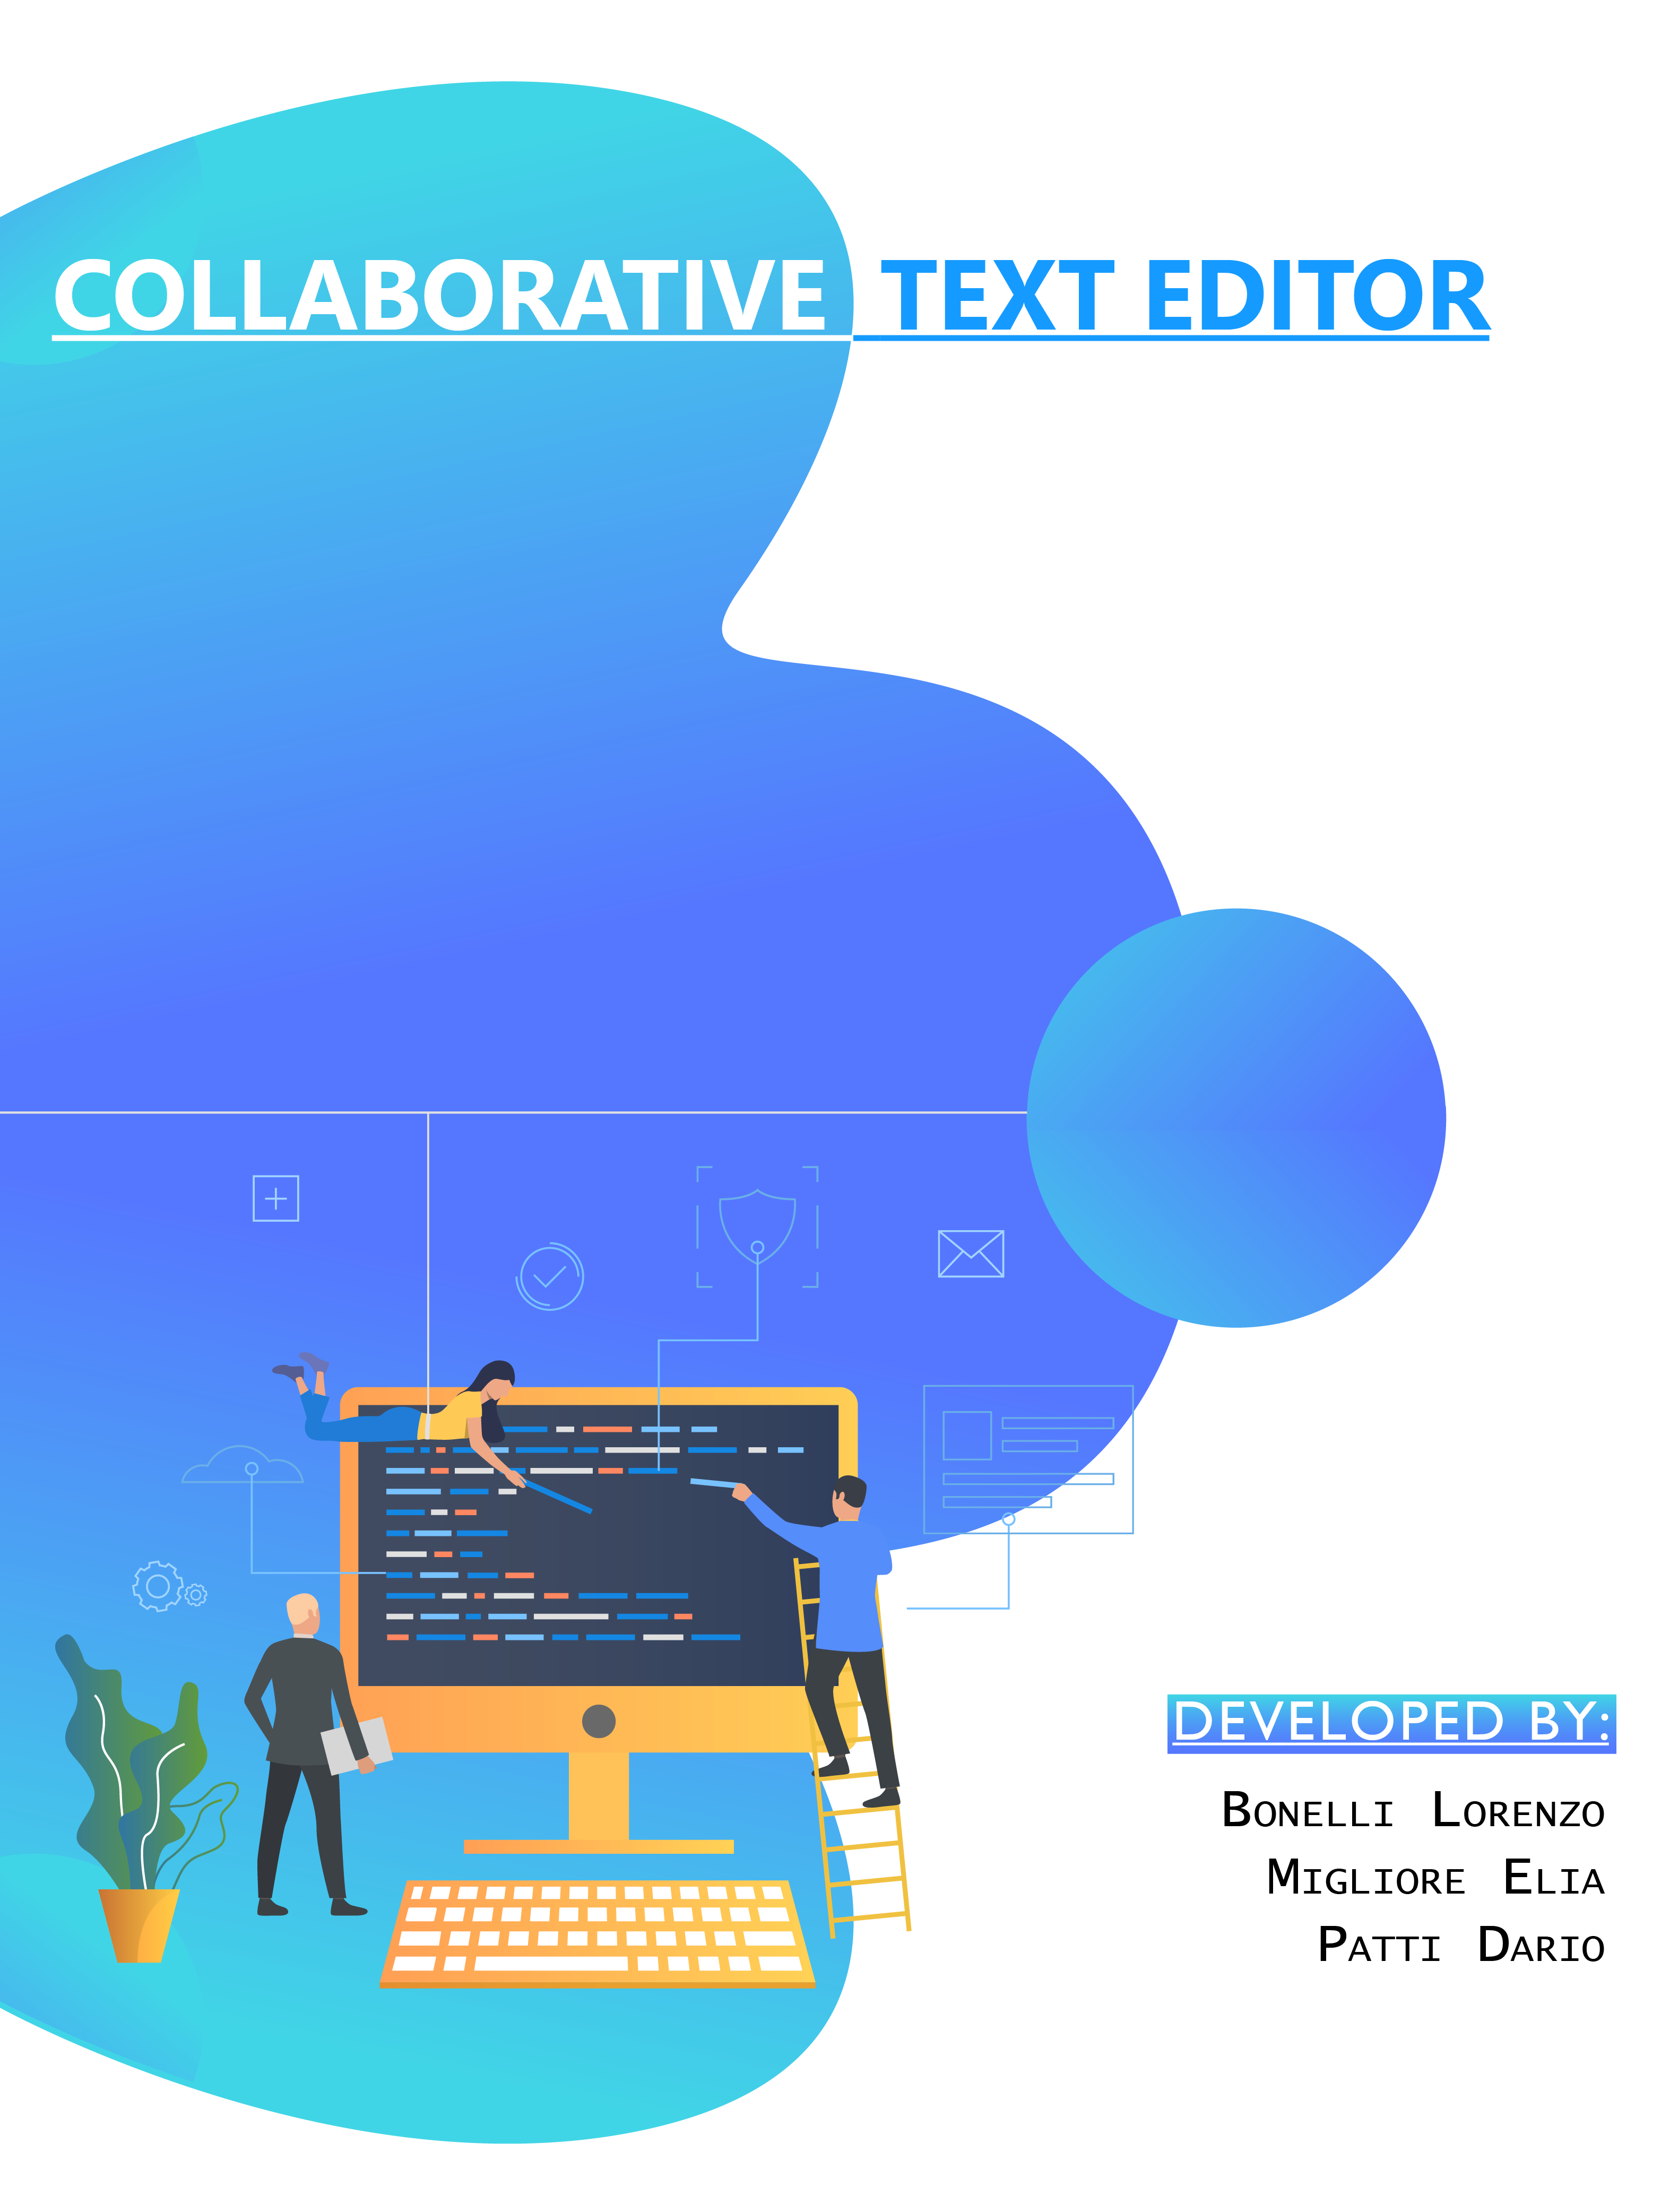 COLLABORATIVE TEXT EDITOR
DEVELOPED BY:
Bonelli Lorenzo
Migliore Elia
Patti Dario